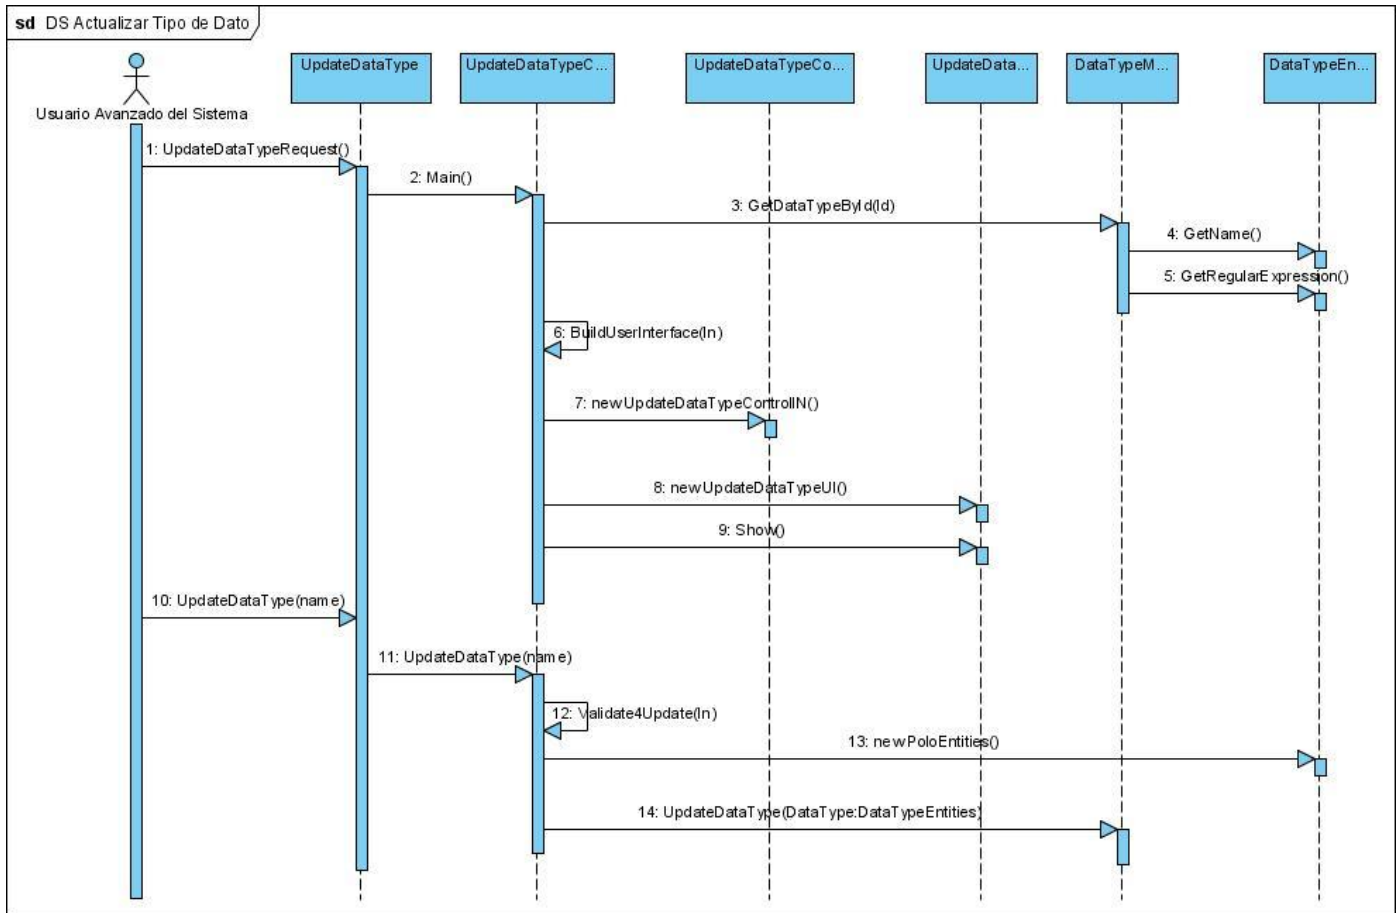 sd DS Actualizar Tipo de Dato
UpdateDataType
UpdateDataTypeC...
UpdateDataTypeCo...
UpdateData...
DataTypeM...
DataTypeEn...
Usuario Avanzado del Sistema
1: UpdateDataTypeRequest()
2: Main()
3: GetDataTypeById(Id)
4: GetName()
5: GetRegularExpression()
6: BuildUserInterface(In)
7: newUpdateDataTypeControlIN()
8: newUpdateDataTypeUI()
9: Show()
10: UpdateDataType(name)
11: UpdateDataType(name)
12: Validate4Update(In)
13: newPoloEntities()
14: UpdateDataType(DataType:DataTypeEntities)